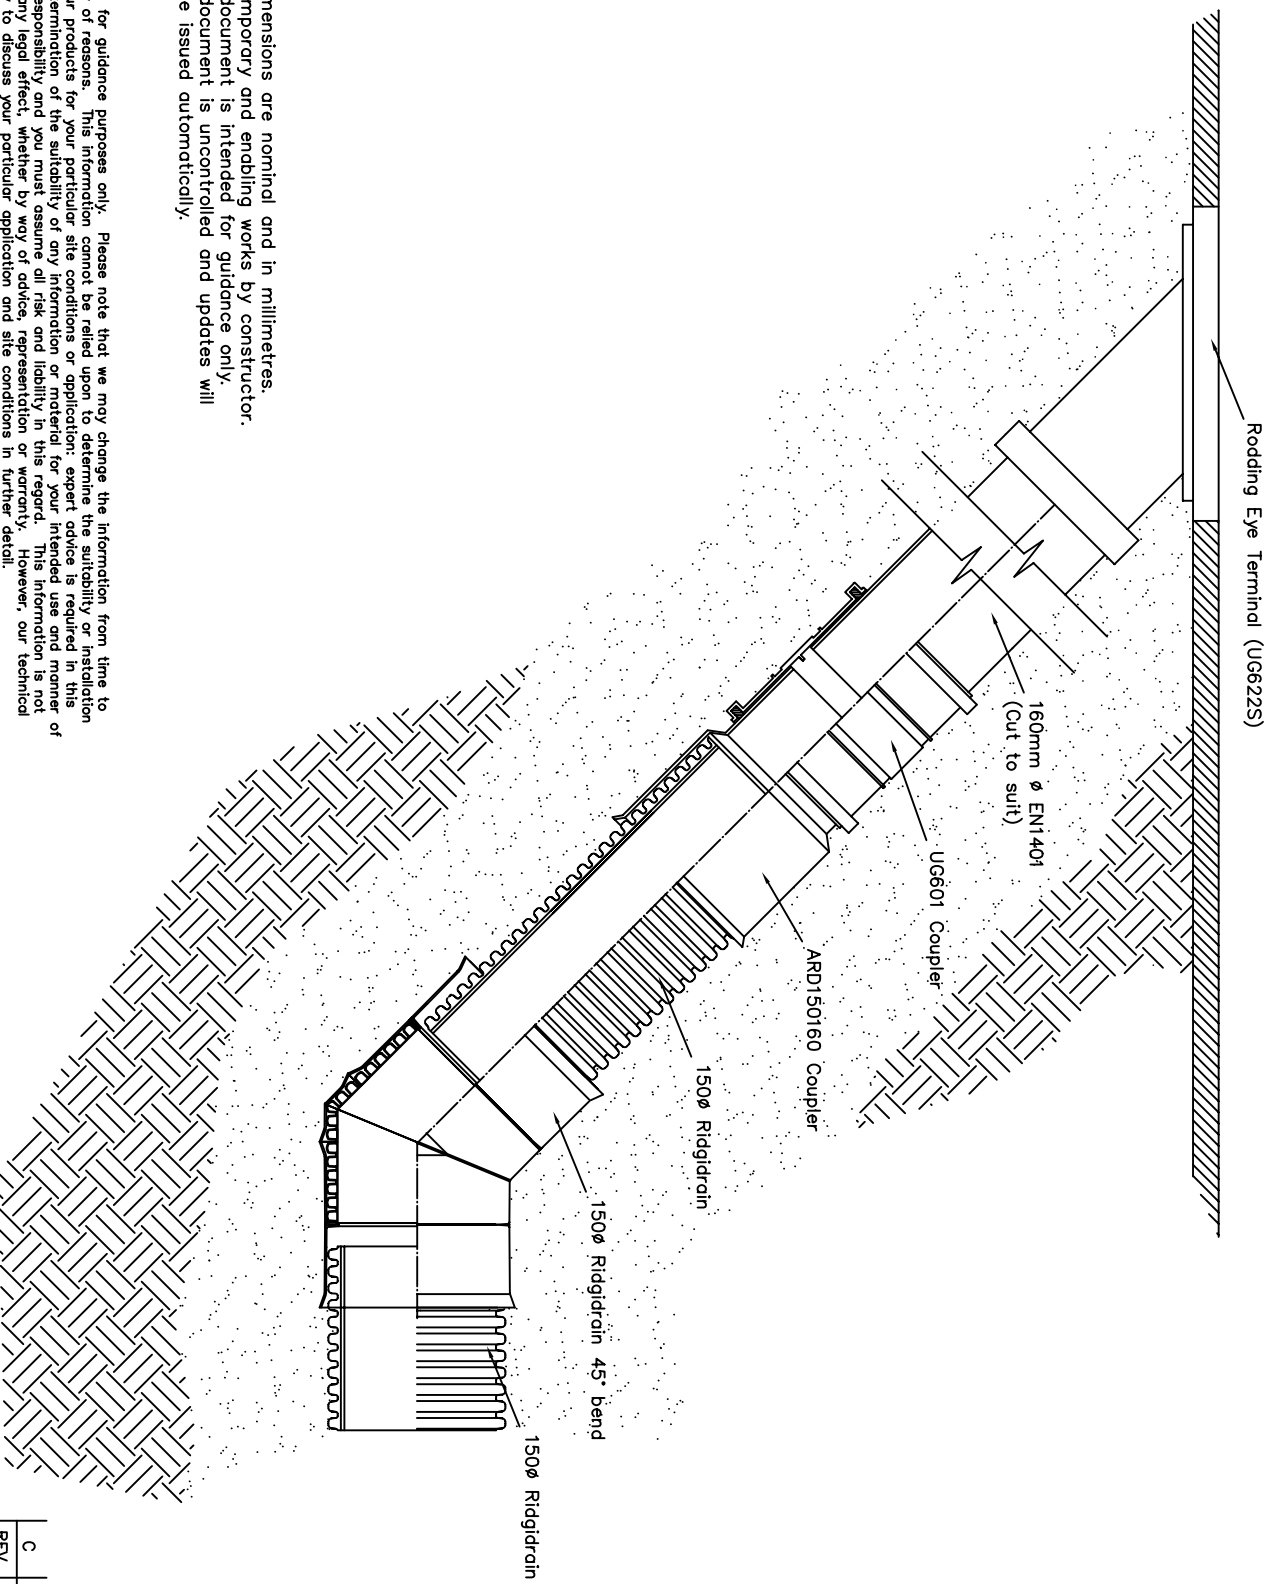 Rodding Eye Terminal (UG622S)
160mm ø EN1401
(Cut to suit)
UG601 Coupler
ARD150160 Coupler
150ø Ridgidrain
150ø Ridgidrain 45° bend
150ø Ridgidrain
mensions are nominal and in millimetres.
mporary and enabling works by constructor.
document is intended for guidance only.
document is uncontrolled and updates will
e issued automatically.
for guidance purposes only. Please note that we may change the information from time to
of reasons. This information cannot be relied upon to determine the suitability or installation
ur products for your particular site conditions or application: expert advice is required in this
termination of the suitability of any information or material for your intended use and manner of
esponsibility and you must assume all risk and liability in this regard. This information is not
any legal effect, whether by way of advice, representation or warranty. However, our technical
y to discuss your particular application and site conditions in further detail.
C
REV